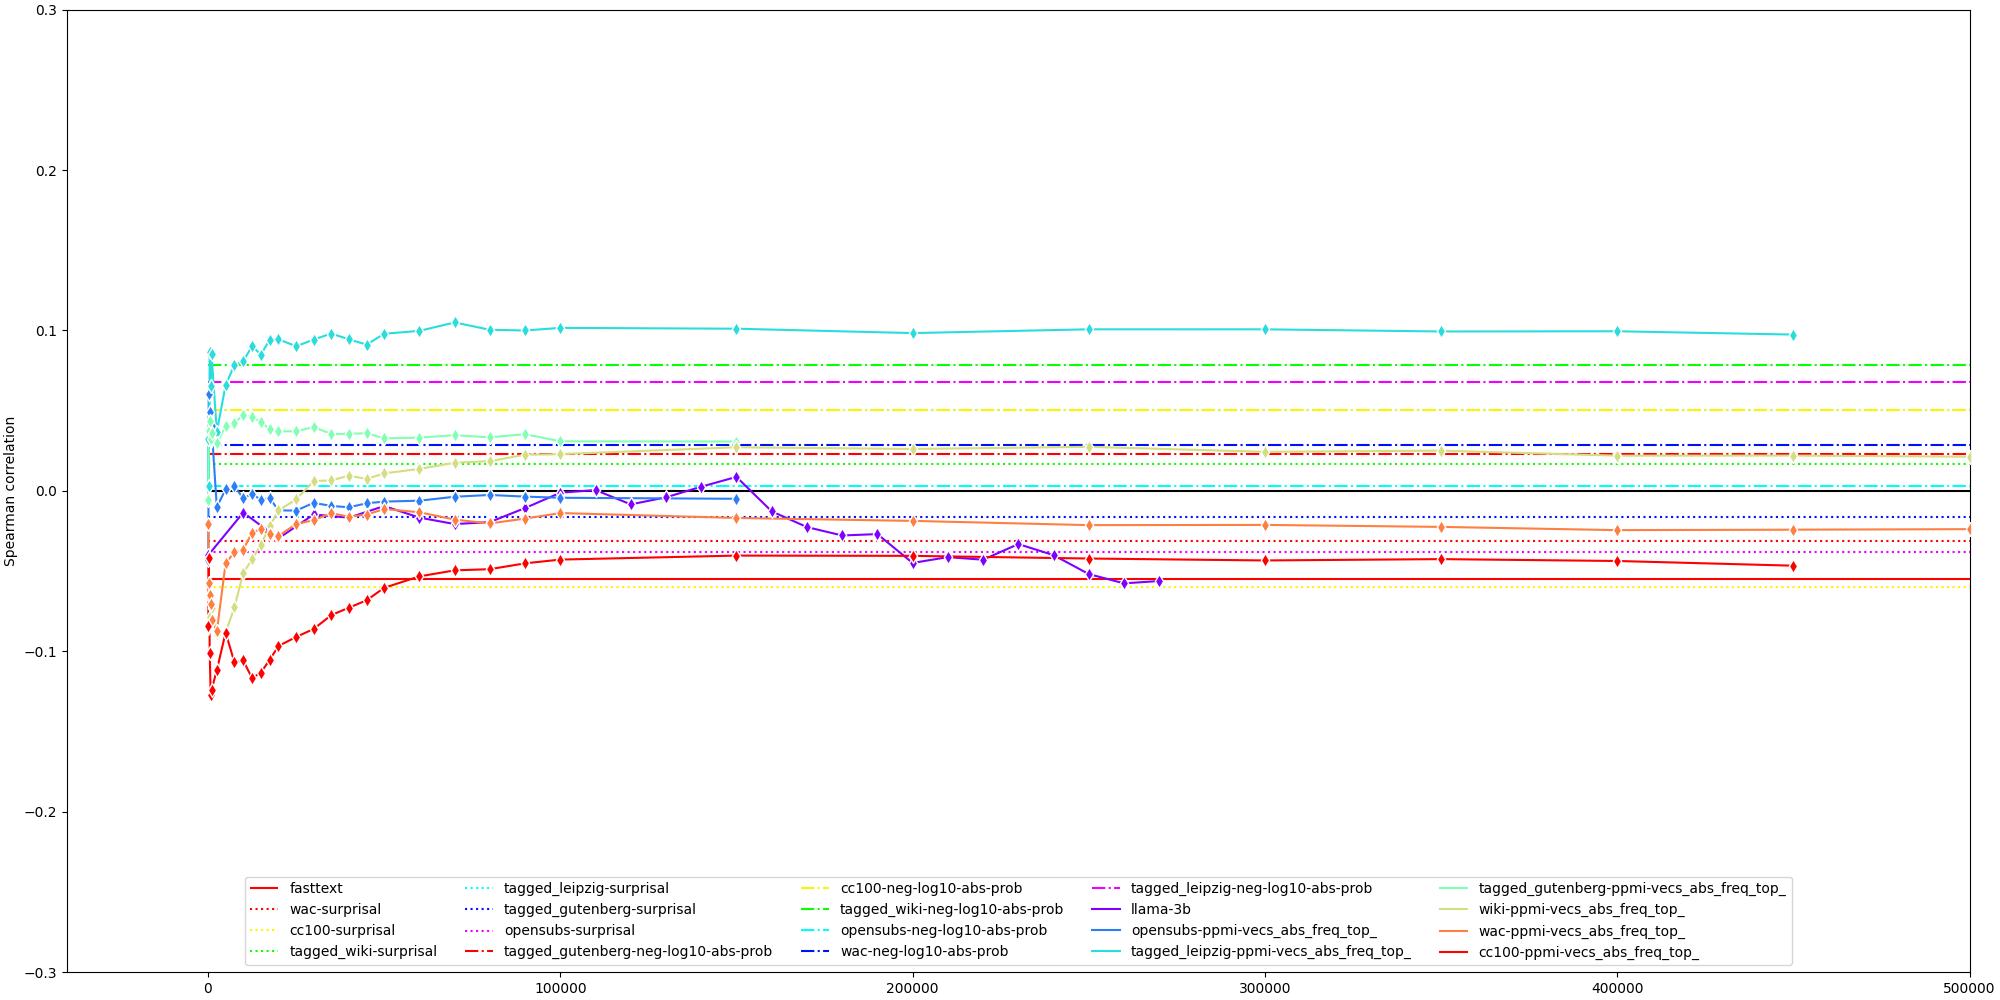 0.3
0.2
0.1
0.0
−0.1
−0.2
−0.3
Spearman correlation
fasttext
wac-surprisal
cc100-surprisal
tagged_wiki-surprisal
tagged_leipzig-surprisal
tagged_gutenberg-surprisal
opensubs-surprisal
tagged_gutenberg-neg-log10-abs-prob
cc100-neg-log10-abs-prob
tagged_wiki-neg-log10-abs-prob
opensubs-neg-log10-abs-prob
wac-neg-log10-abs-prob
tagged_leipzig-neg-log10-abs-prob
llama-3b
opensubs-ppmi-vecs_abs_freq_top_
tagged_leipzig-ppmi-vecs_abs_freq_top_
tagged_gutenberg-ppmi-vecs_abs_freq_top_
wiki-ppmi-vecs_abs_freq_top_
wac-ppmi-vecs_abs_freq_top_
cc100-ppmi-vecs_abs_freq_top_
0 100000 200000 300000 400000 500000